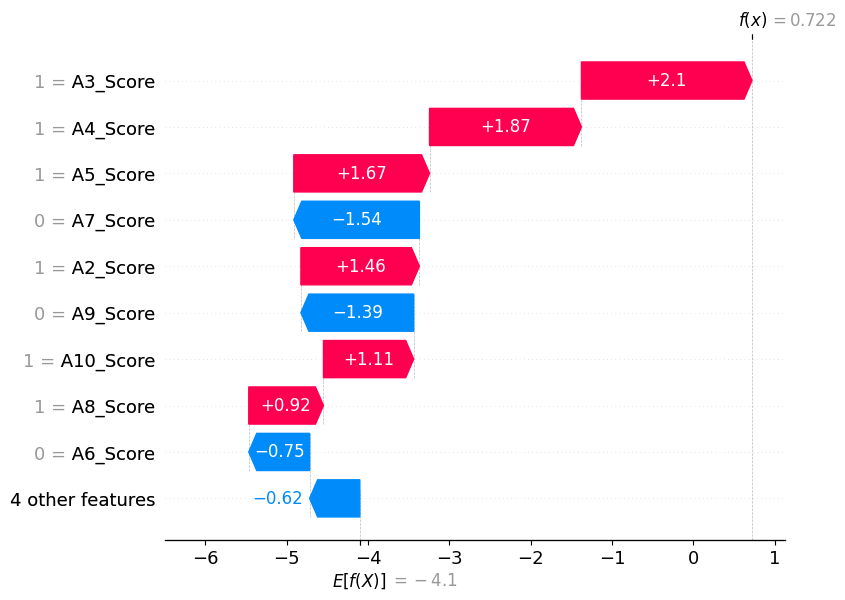 f(x) = 0.722
1 = A3_Score +2.1
1 = A4_Score +1.87
1 = A5_Score +1.67
0 = A7_Score −1.54
1 = A2_Score +1.46
0 = A9_Score −1.39
1 = A10_Score +1.11
1 = A8_Score +0.92
0 = A6_Score −0.75
4 other features −0.62
−6 −5 −4 −3 −2 −1 0 1
E[f(X)] = −4.1